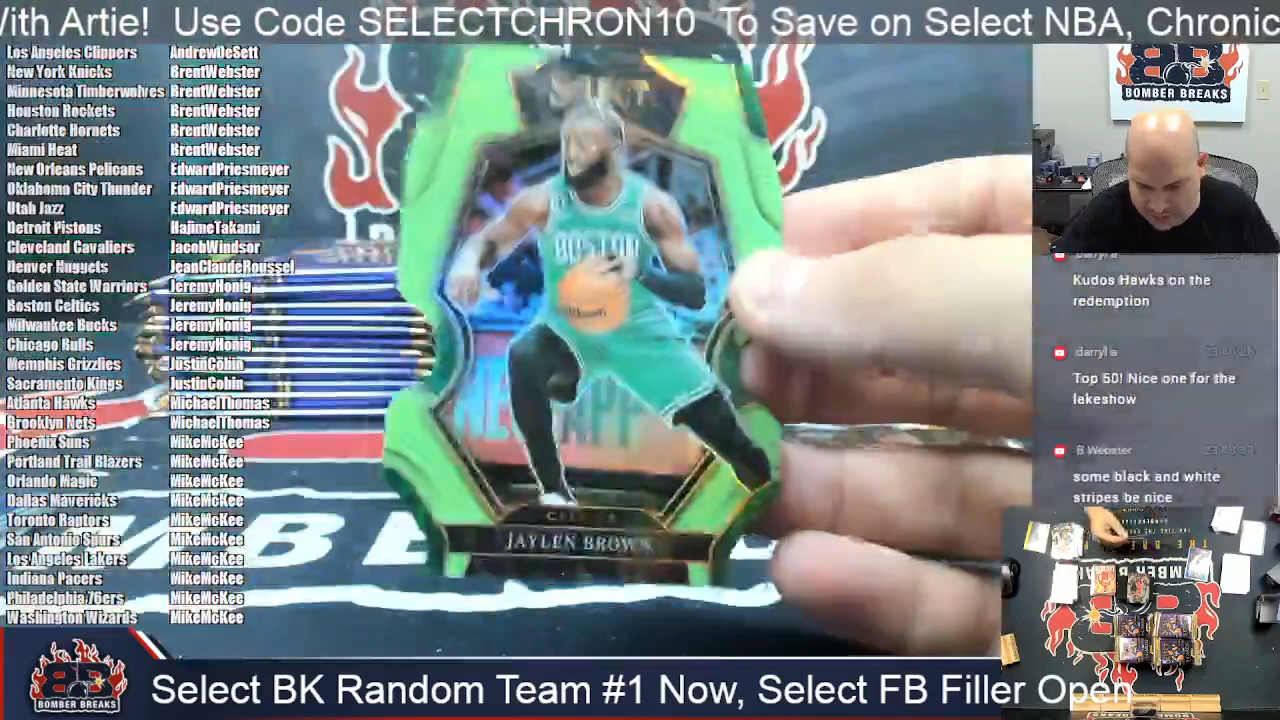 With Artie!  Use Code SELECTCHRON10  To Save on Select NBA, Chronic
Los Angeles Clippers AndrewDeSett
New York Knicks BrentWebster
Minnesota Timberwolves BrentWebster
Houston Rockets BrentWebster
Charlotte Hornets BrentWebster
Miami Heat BrentWebster
New Orleans Pelicans EdwardPriesmeyer
Oklahoma City Thunder EdwardPriesmeyer
Utah Jazz EdwardPriesmeyer
Detroit Pistons HajimeTakami
Cleveland Cavaliers JacobWindsor
Denver Nuggets JeanClaudeRoussel
Golden State Warriors JeremyHonig
Boston Celtics JeremyHonig
Milwaukee Bucks JeremyHonig
Chicago Bulls JeremyHonig
Memphis Grizzlies JustinCohin
Sacramento Kings JustinCohin
Atlanta Hawks MichaelThomas
Brooklyn Nets MichaelThomas
Phoenix Suns MikeMcKee
Portland Trail Blazers MikeMcKee
Orlando Magic MikeMcKee
Dallas Mavericks MikeMcKee
Toronto Raptors MikeMcKee
San Antonio Spurs MikeMcKee
Los Angeles Lakers MikeMcKee
Indiana Pacers MikeMcKee
Philadelphia 76ers MikeMcKee
Washington Wizards MikeMcKee
BOSTON
JAYLEN BROWN
BOMBER BREAKS
Kudos Hawks on the
redemption
darryl a
Top 50! Nice one for the
lakeshow
B Webster
some black and white
stripes be nice
BOMBER BREAKS
Select BK Random Team #1 Now, Select FB Filler Open